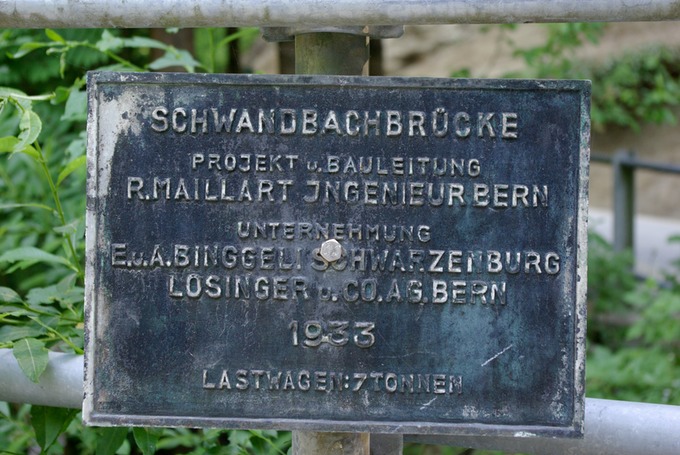 SCHWANDBACHBRÜCKE
PROJEKT u. BAULEITUNG
R. MAILLART JNGENIEUR BERN
UNTERNEHMUNG
E. u. A. BINGGELI SCHWARZENBURG
LOSINGER u. CO. A.G. BERN
1933
LASTWAGEN: 7 TONNEN